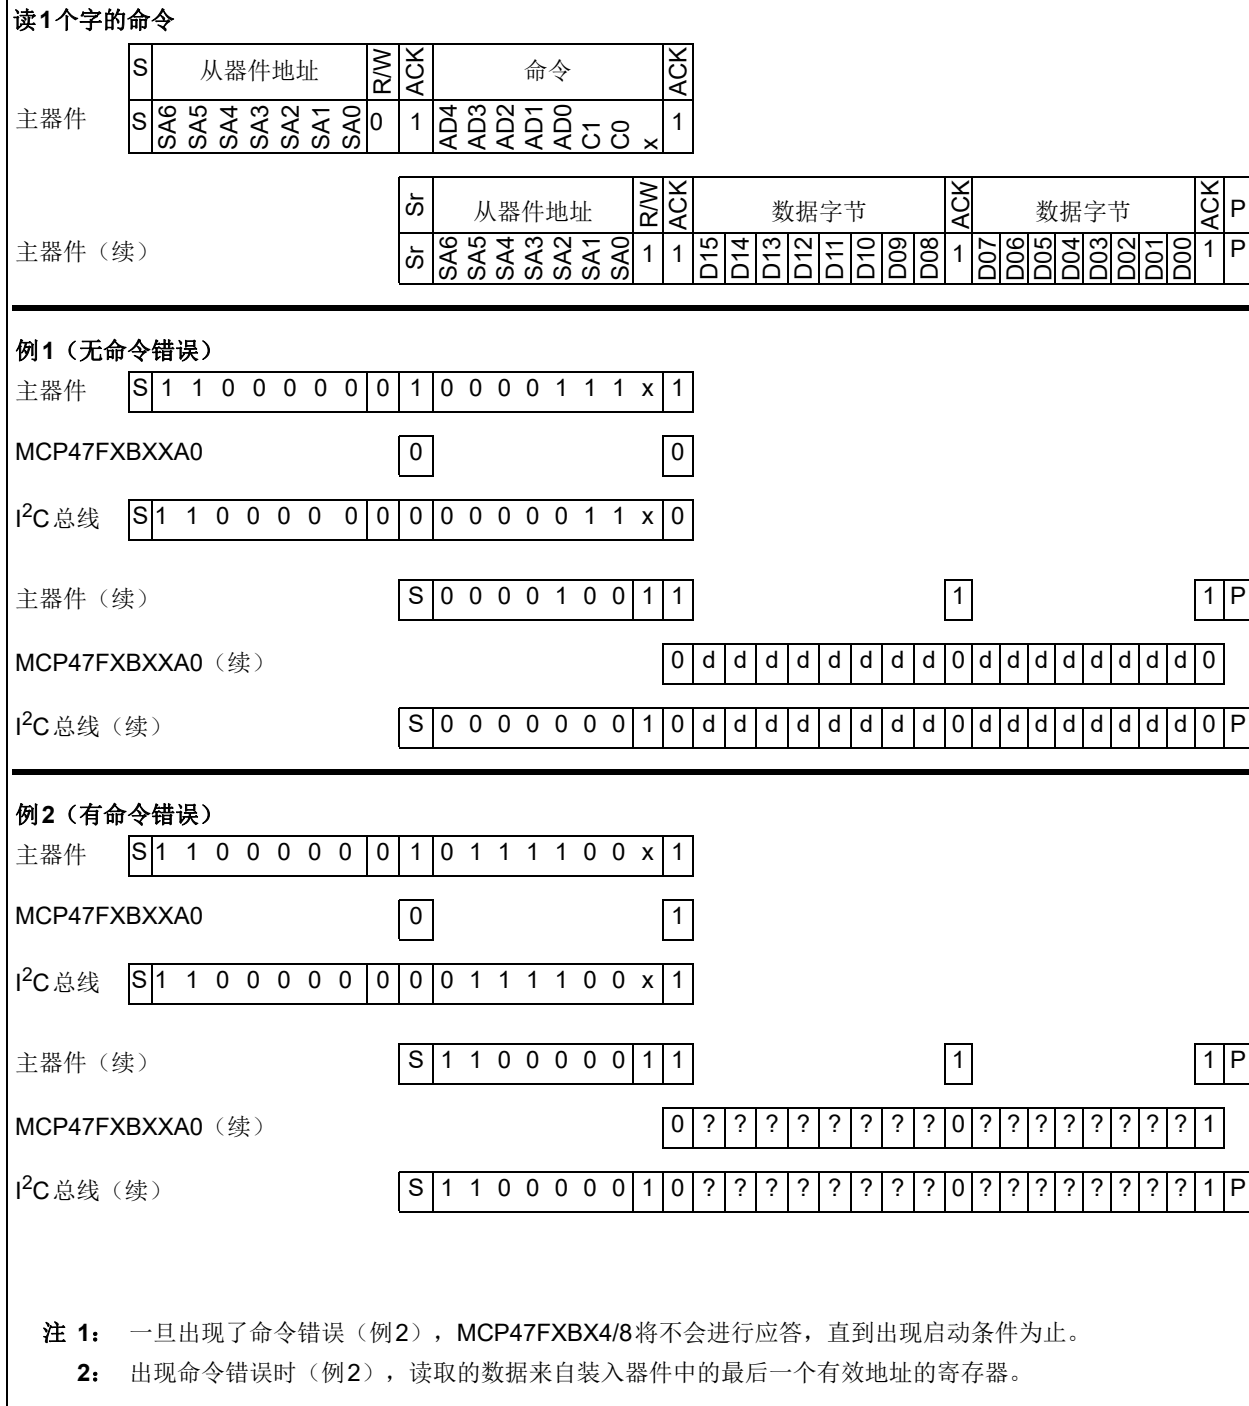 读1个字的命令
S 从器件地址 R/W ACK 命令 ACK
主器件 S SA6 SA5 SA4 SA3 SA2 SA1 SA0 0 1 AD4 AD3 AD2 AD1 AD0 C1 C0 x 1
Sr 从器件地址 R/W ACK 数据字节 ACK 数据字节 ACK P
主器件（续） Sr SA6 SA5 SA4 SA3 SA2 SA1 SA0 1 1 D15 D14 D13 D12 D11 D10 D09 D08 1 D07 D06 D05 D04 D03 D02 D01 D00 1 P
例1（无命令错误）
主器件 S 1 1 0 0 0 0 0 0 1 0 0 0 0 1 1 1 x 1
MCP47FXBXXA0 0 0
I2C总线 S 1 1 0 0 0 0 0 0 0 0 0 0 0 0 1 1 x 0
主器件（续） S 0 0 0 0 1 0 0 1 1 1 1 P
MCP47FXBXXA0（续） 0 d d d d d d d d 0 d d d d d d d d 0
I2C总线（续） S 0 0 0 0 0 0 0 1 0 d d d d d d d d 0 d d d d d d d d 0 P
例2（有命令错误）
主器件 S 1 1 0 0 0 0 0 0 1 0 1 1 1 1 0 0 x 1
MCP47FXBXXA0 0 1
I2C总线 S 1 1 0 0 0 0 0 0 0 0 1 1 1 1 0 0 x 1
主器件（续） S 1 1 0 0 0 0 0 1 1 1 1 P
MCP47FXBXXA0（续） 0 ? ? ? ? ? ? ? ? 0 ? ? ? ? ? ? ? ? 1
I2C总线（续） S 1 1 0 0 0 0 0 1 0 ? ? ? ? ? ? ? ? 0 ? ? ? ? ? ? ? ? 1 P
注 1： 一旦出现了命令错误（例2），MCP47FXBX4/8将不会进行应答，直到出现启动条件为止。
2： 出现命令错误时（例2），读取的数据来自装入器件中的最后一个有效地址的寄存器。